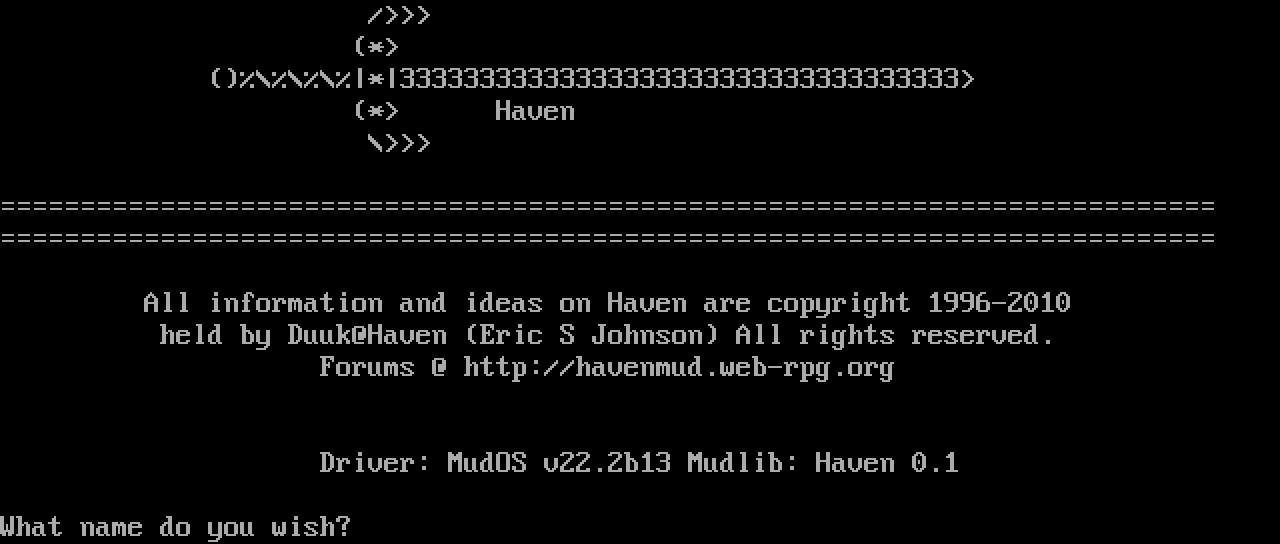 />>>
(*>
()%\%\%\%|*|33333333333333333333333333333333333>
(*> Haven
\>>>
============================================================================
============================================================================
All information and ideas on Haven are copyright 1996-2010
held by Duuk@Haven (Eric S Johnson) All rights reserved.
Forums @ http://havenmud.web-rpg.org
Driver: MudOS v22.2b13 Mudlib: Haven 0.1
What name do you wish?